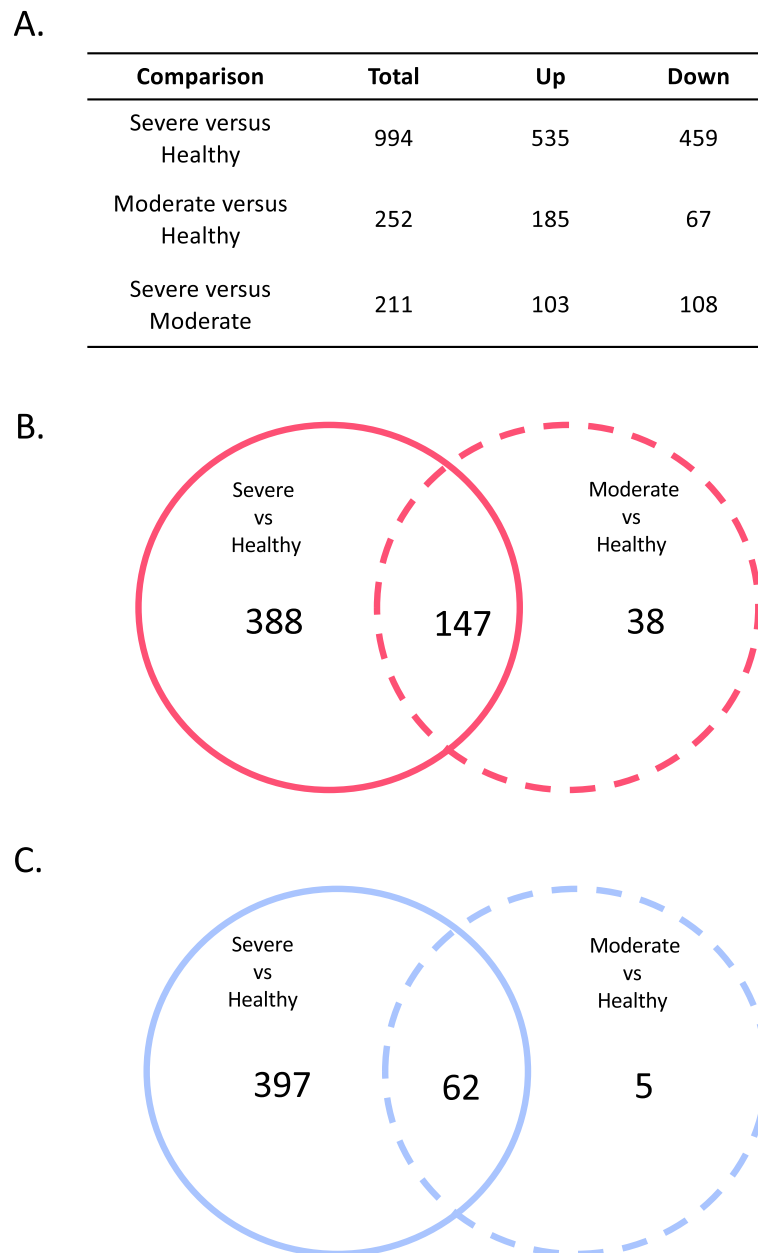 A.
Comparison Total Up Down
Severe versus
Healthy
994 535 459
Moderate versus
Healthy
252 185 67
Severe versus
Moderate
211 103 108
B.
Severe
vs
Healthy
Moderate
vs
Healthy
388 147 38
C.
Severe
vs
Healthy
Moderate
vs
Healthy
397 62 5